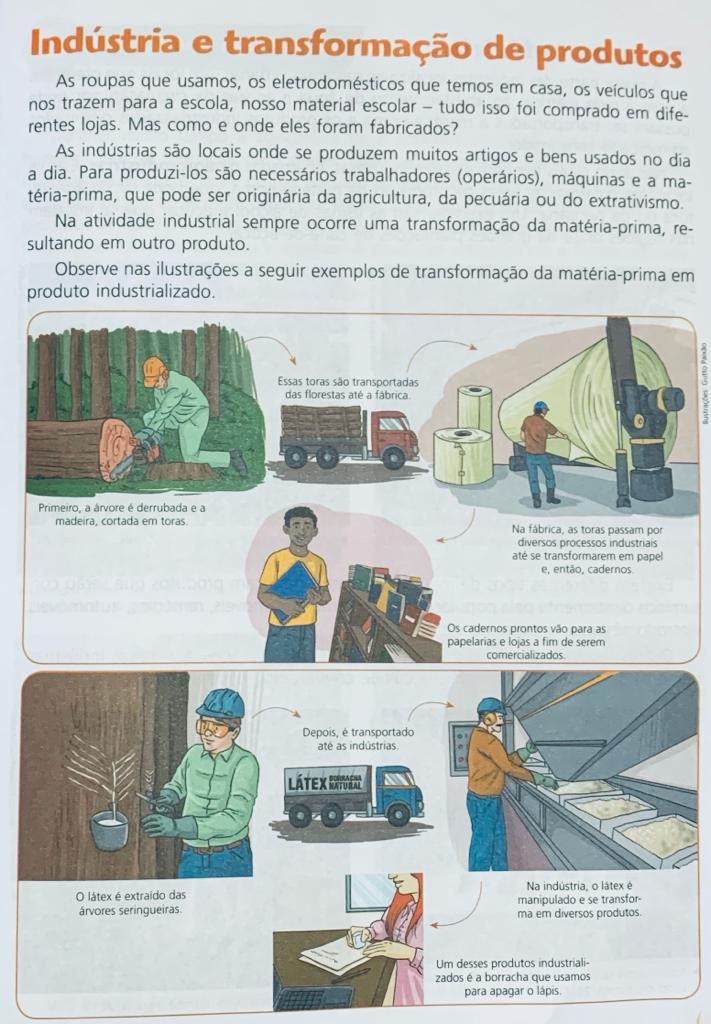 Indústria e transformação de produtos
As roupas que usamos, os eletrodomésticos que temos em casa, os veículos que
nos trazem para a escola, nosso material escolar – tudo isso foi comprado em dife-
rentes lojas. Mas como e onde eles foram fabricados?
As indústrias são locais onde se produzem muitos artigos e bens usados no dia
a dia. Para produzi-los são necessários trabalhadores (operários), máquinas e a ma-
téria-prima, que pode ser originária da agricultura, da pecuária ou do extrativismo.
Na atividade industrial sempre ocorre uma transformação da matéria-prima, re-
sultando em outro produto.
Observe nas ilustrações a seguir exemplos de transformação da matéria-prima em
produto industrializado.
Ilustrações: Gutto Paixão
Essas toras são transportadas
das florestas até a fábrica.
Primeiro, a árvore é derrubada e a
madeira, cortada em toras.
Na fábrica, as toras passam por
diversos processos industriais
até se transformarem em papel
e, então, cadernos.
Os cadernos prontos vão para as
papelarias e lojas a fim de serem
comercializados.
Depois, é transportado
até as indústrias.
LÁTEX BORRACHA
NATURAL
O látex é extraído das
árvores seringueiras.
Na indústria, o látex é
manipulado e se transfor-
ma em diversos produtos.
Um desses produtos industriali-
zados é a borracha que usamos
para apagar o lápis.